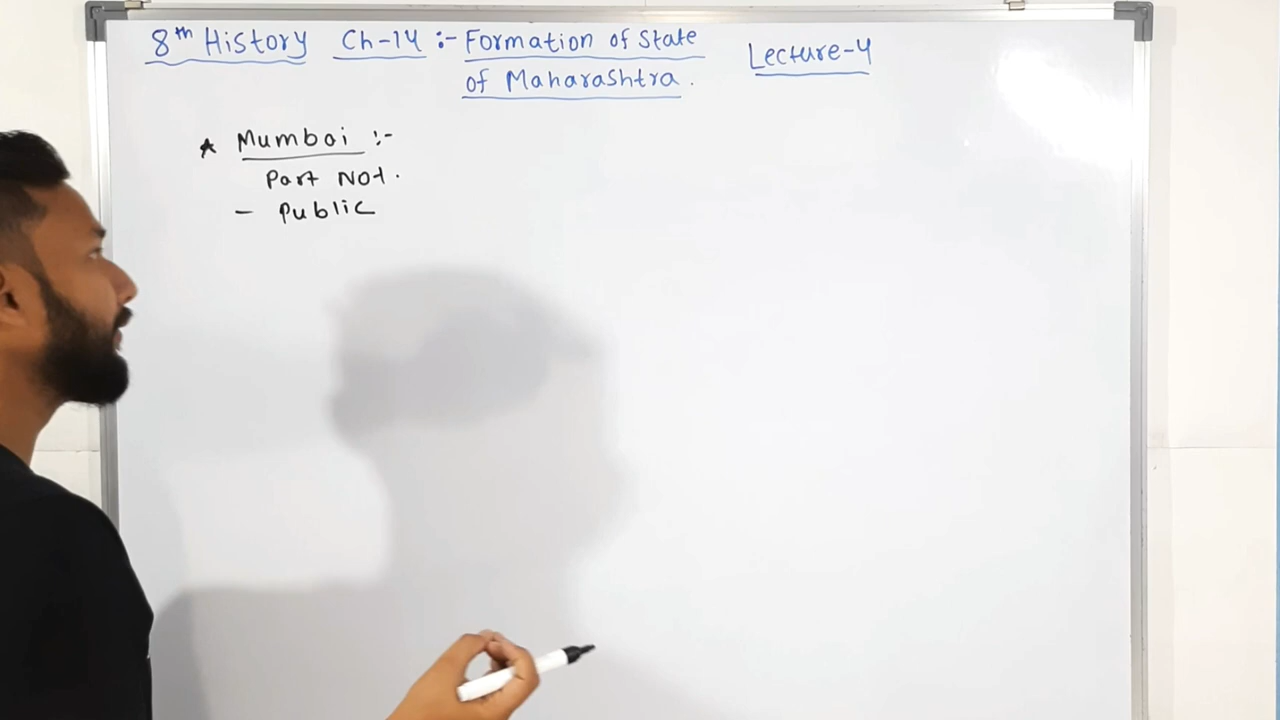 8th History Ch-14 :- Formation of State of Maharashtra. Lecture-4
* Mumbai :-
Part Not.
- Public